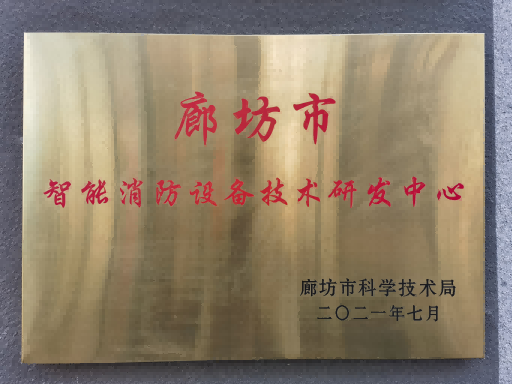 廊坊市
智能消防设备技术研发中心
廊坊市科学技术局
二〇二一年七月